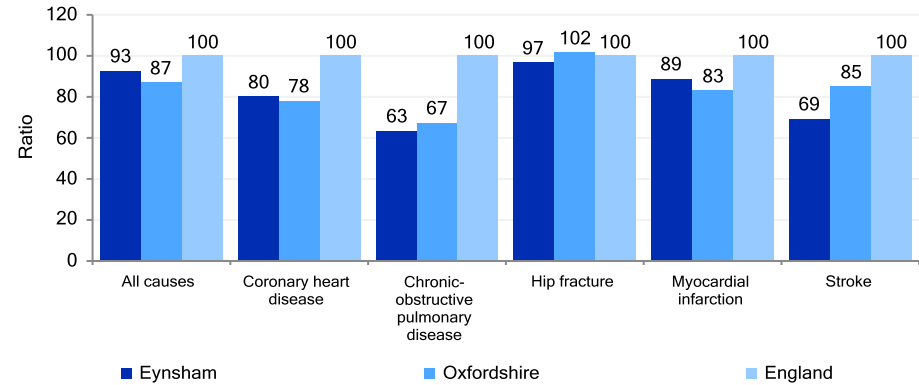 120
100
80
60
40
20
0
Ratio
93 87 100
80 78 100
63 67 100
97 102 100
89 83 100
69 85 100
All causes
Coronary heart
disease
Chronic-
obstructive
pulmonary
disease
Hip fracture
Myocardial
infarction
Stroke
Eynsham Oxfordshire England